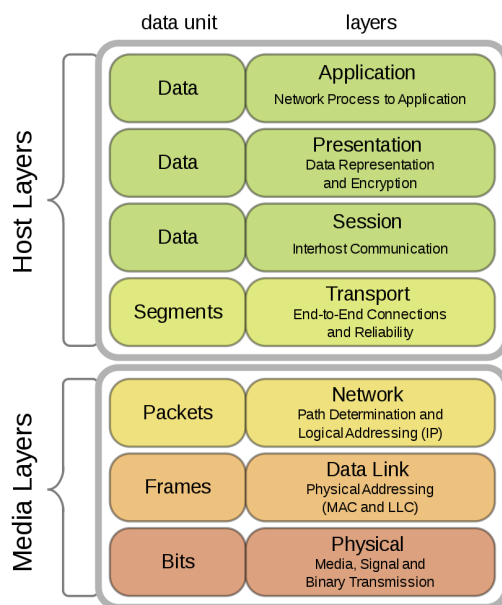 data unit
layers
Host Layers
Data
Application
Network Process to Application
Data
Presentation
Data Representation
and Encryption
Data
Session
Interhost Communication
Segments
Transport
End-to-End Connections
and Reliability
Media Layers
Packets
Network
Path Determination and
Logical Addressing (IP)
Frames
Data Link
Physical Addressing
(MAC and LLC)
Bits
Physical
Media, Signal and
Binary Transmission